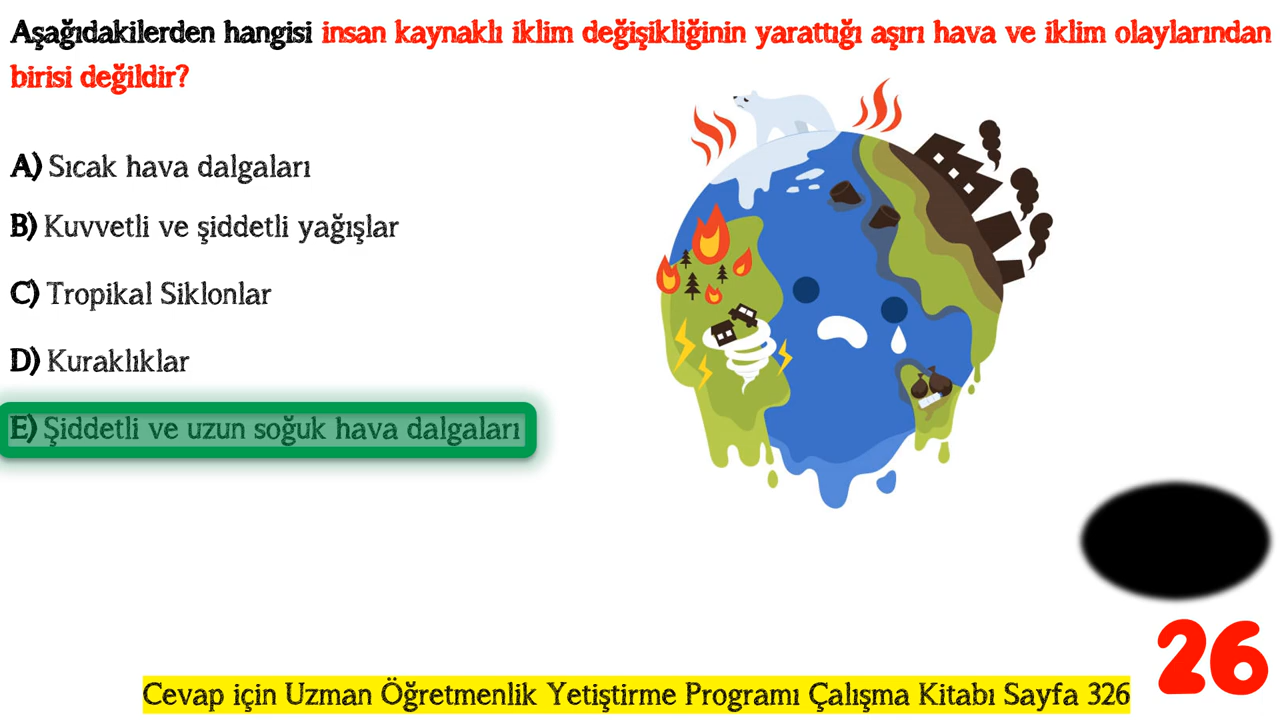 Aşağıdakilerden hangisi insan kaynaklı iklim değişikliğinin yarattığı aşırı hava ve iklim olaylarından
birisi değildir?
A) Sıcak hava dalgaları
B) Kuvvetli ve şiddetli yağışlar
C) Tropikal Siklonlar
D) Kuraklıklar
E) Şiddetli ve uzun soğuk hava dalgaları
26
Cevap için Uzman Öğretmenlik Yetiştirme Programı Çalışma Kitabı Sayfa 326